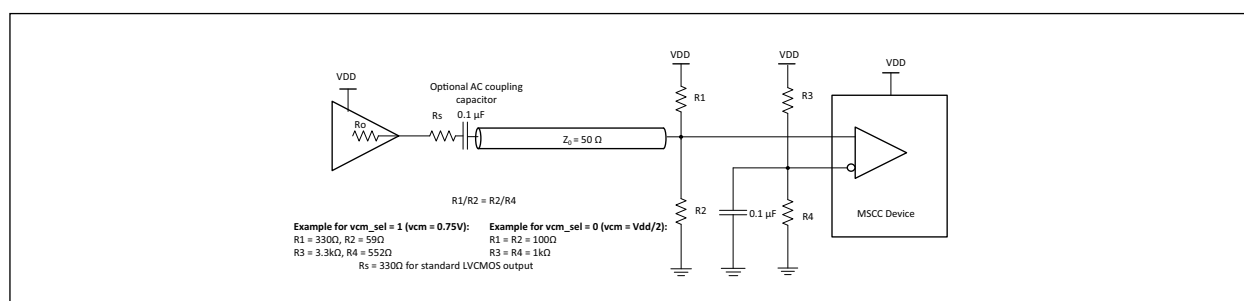 VDD
VDD
VDD
VDD
Optional AC coupling
capacitor
0.1 µF
Rs
Ro
R1
R3
Z0 = 50 Ω
R1/R2 = R2/R4
R2
0.1 µF
R4
MSCC Device
Example for vcm_sel = 1 (vcm = 0.75V):
R1 = 330Ω, R2 = 59Ω
R3 = 3.3kΩ, R4 = 552Ω
Example for vcm_sel = 0 (vcm = Vdd/2):
R1 = R2 = 100Ω
R3 = R4 = 1kΩ
Rs = 330Ω for standard LVCMOS output